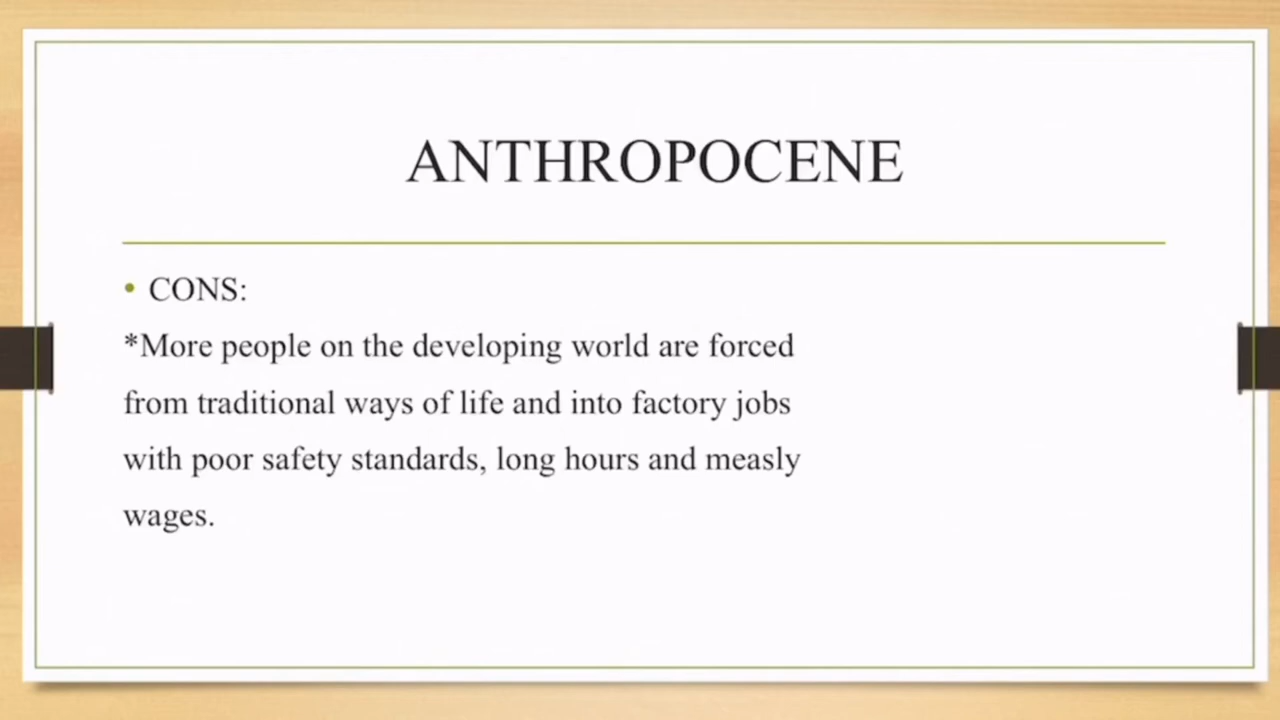 ANTHROPOCENE
• CONS:
*More people on the developing world are forced
from traditional ways of life and into factory jobs
with poor safety standards, long hours and measly
wages.